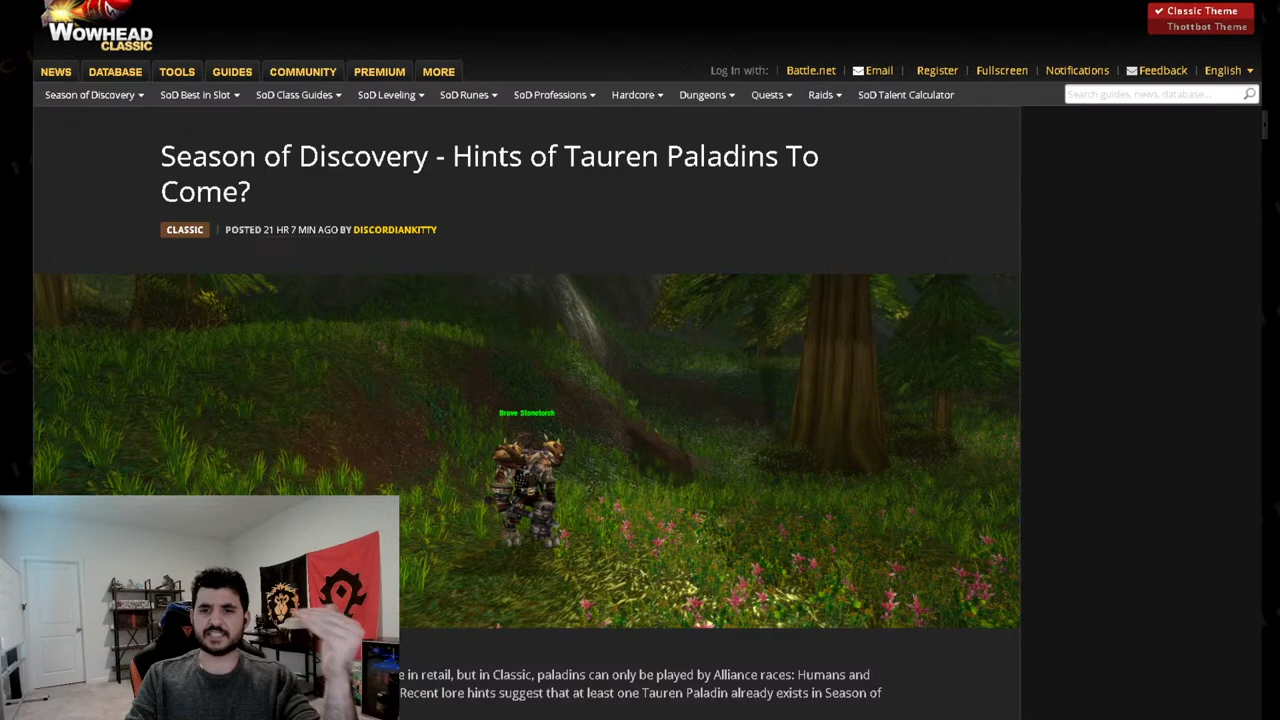 WOWHEAD
CLASSIC
Classic Theme
Thottbot Theme
NEWS DATABASE TOOLS GUIDES COMMUNITY PREMIUM MORE Log In with: Battle.net Email Register Fullscreen Notifications Feedback English
Season of Discovery SoD Best in Slot SoD Class Guides SoD Leveling SoD Runes SoD Professions Hardcore Dungeons Quests Raids SoD Talent Calculator Search guides, news, database...
Season of Discovery - Hints of Tauren Paladins To
Come?
CLASSIC POSTED 21 HR 7 MIN AGO BY DISCORDIANKITTY
Brave Stonetorch
e in retail, but in Classic, paladins can only be played by Alliance races: Humans and
Recent lore hints suggest that at least one Tauren Paladin already exists in Season of